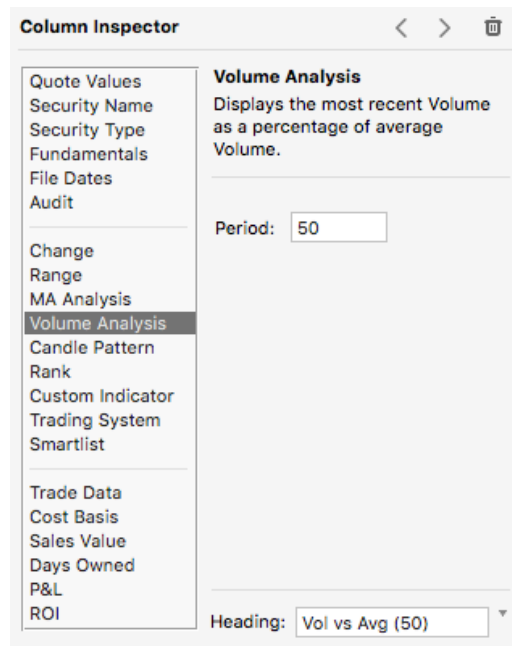 Column Inspector
Quote Values
Security Name
Security Type
Fundamentals
File Dates
Audit
Change
Range
MA Analysis
Volume Analysis
Candle Pattern
Rank
Custom Indicator
Trading System
Smartlist
Trade Data
Cost Basis
Sales Value
Days Owned
P&L
ROI
Volume Analysis
Displays the most recent Volume
as a percentage of average
Volume.
Period: 50
Heading: Vol vs Avg (50)